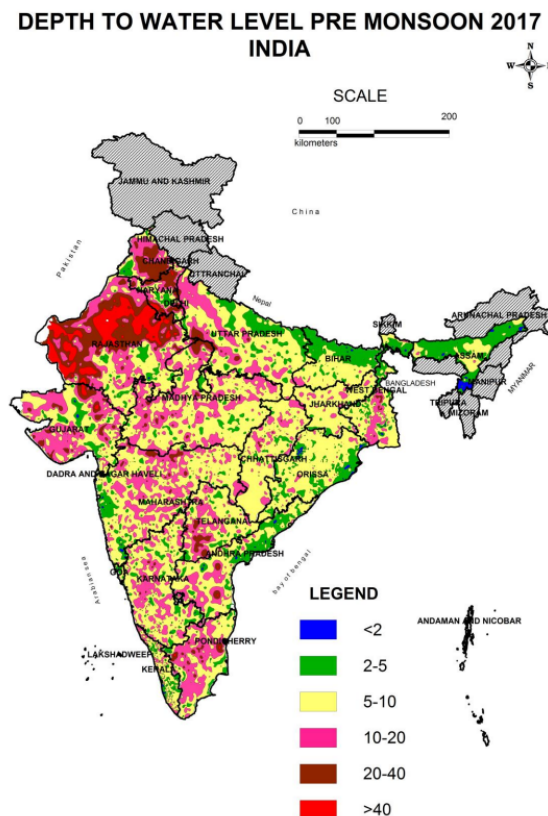 DEPTH TO WATER LEVEL PRE MONSOON 2017
INDIA
N
W
S
SCALE
0 100 200
kilometers
JAMMU AND KASHMIR
China
HIMACHAL PRADESH
Pakistan
CHANDIGARH
UTTRANCHAL
HARYANA
DELHI
Nepal
ARUNACHAL PRADESH
SIKKIM
UTTAR PRADESH
RAJASTHAN
ASSAM
BIHAR
BANGLADESH
MANIPUR
MYANMAR
WEST BENGAL
TRIPURA
MIZORAM
MADHYA PRADESH
JHARKHAND
GUJARAT
CHHATTISGARH
DADRA AND NAGAR HAVELI
ORISSA
MAHARASHTRA
TELANGANA
ANDHRA PRADESH
bay of bengal
Arabian sea
GOA
KARNATAKA
LEGEND
<2
ANDAMAN AND NICOBAR
PONDICHERRY
LAKSHADWEEP
KERALA
2-5
5-10
10-20
20-40
>40